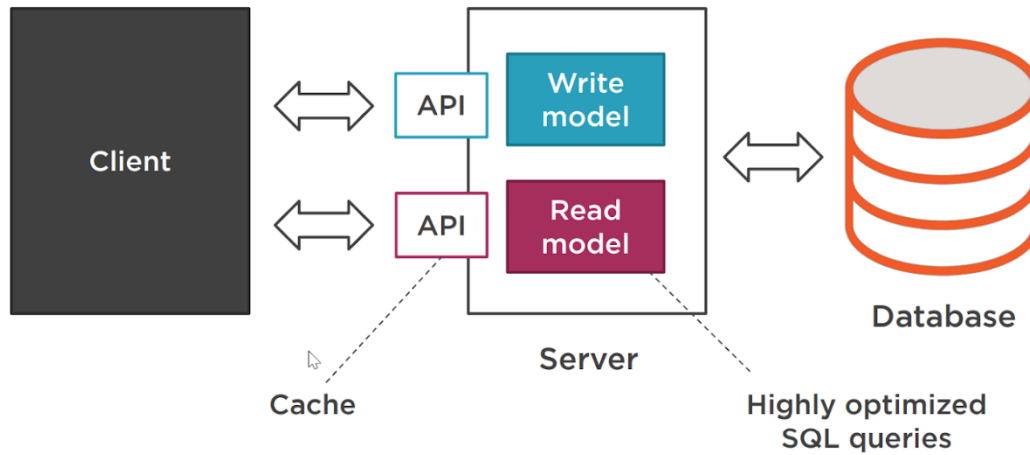 Client
API
Write
model
API
Read
model
Database
Server
Cache
Highly optimized
SQL queries